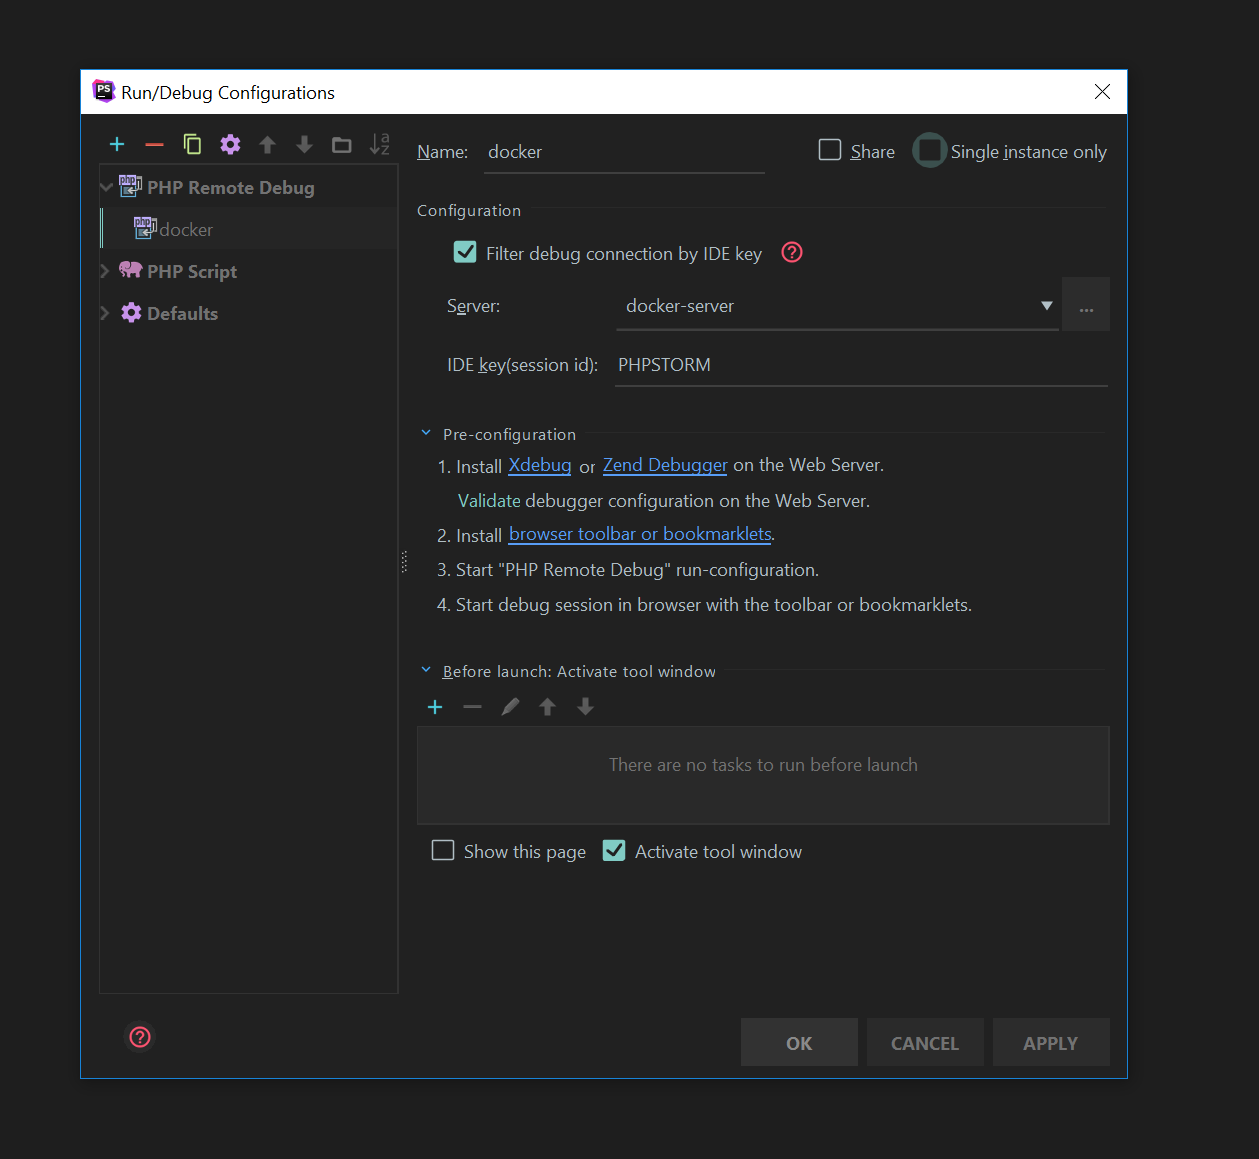 PS Run/Debug Configurations
Name: docker
Share
Single instance only
php PHP Remote Debug
php docker
PHP Script
Defaults
Configuration
Filter debug connection by IDE key ?
Server: docker-server ...
IDE key(session id): PHPSTORM
Pre-configuration
1. Install Xdebug or Zend Debugger on the Web Server.
Validate debugger configuration on the Web Server.
2. Install browser toolbar or bookmarklets.
3. Start "PHP Remote Debug" run-configuration.
4. Start debug session in browser with the toolbar or bookmarklets.
Before launch: Activate tool window
There are no tasks to run before launch
Show this page
Activate tool window
?
OK
CANCEL
APPLY